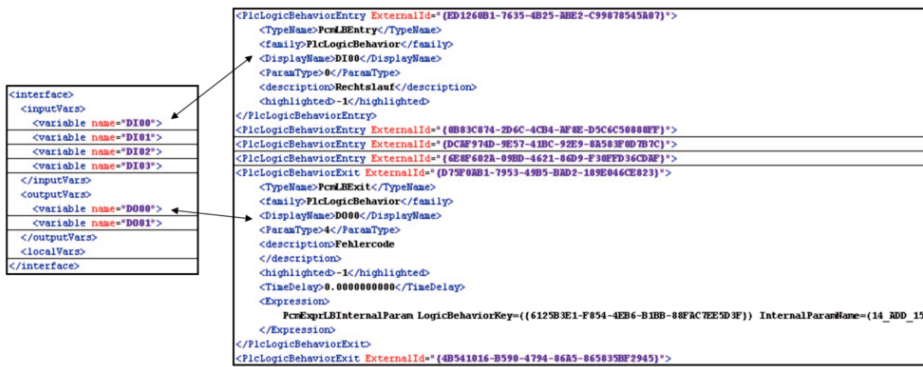 <interface>
<inputVars>
<variable name="DI00">
<variable name="DI01">
<variable name="DI02">
<variable name="DI03">
</inputVars>
<outputVars>
<variable name="DO00">
<variable name="DO01">
</outputVars>
<localVars>
</interface>
<PlcLogicBehaviorEntry ExternalId="{ED1260B1-7635-4B25-ABE2-C99878545A07}">
<TypeName>PcmLBEntry</TypeName>
<family>PlcLogicBehavior</family>
<DisplayName>DI00</DisplayName>
<ParamType>0</ParamType>
<description>Rechtslauf</description>
<highlighted>-1</highlighted>
</PlcLogicBehaviorEntry>
<PlcLogicBehaviorEntry ExternalId="{0B83C874-2D6C-4CB4-AF8E-D5C6C50888FF}">
<PlcLogicBehaviorEntry ExternalId="{DCAF974D-9E57-41BC-92E9-8A583F0D7B7C}">
<PlcLogicBehaviorEntry ExternalId="{6E8F602A-09BD-4621-86D9-F30FFD36CDAF}">
<PlcLogicBehaviorExit ExternalId="{D75F0AB1-7953-49B5-BAD2-189E046CE823}">
<TypeName>PcmLBExit</TypeName>
<family>PlcLogicBehavior</family>
<DisplayName>DO00</DisplayName>
<ParamType>4</ParamType>
<description>Fehlercode
</description>
<highlighted>-1</highlighted>
<TimeDelay>0.0000000000</TimeDelay>
<Expression>
PcmExprLBInternalParam LogicBehaviorKey=({6125B3E1-F854-4EB6-B1BB-88FAC7EE5D3F}) InternalParamName=(14_ADD_15
</Expression>
</PlcLogicBehaviorExit>
<PlcLogicBehaviorExit ExternalId="{4B541016-B590-4794-86A5-865835BF2945}">